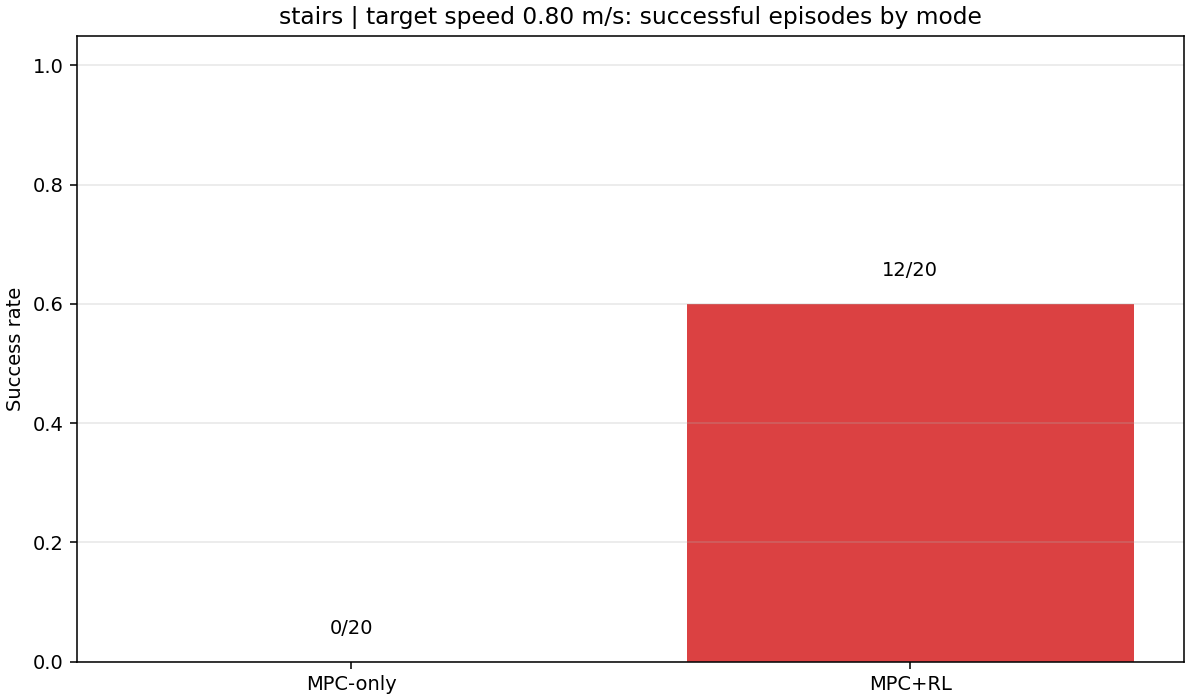 stairs | target speed 0.80 m/s: successful episodes by mode
Success rate
1.0
0.8
0.6
0.4
0.2
0.0
12/20
0/20
MPC-only
MPC+RL